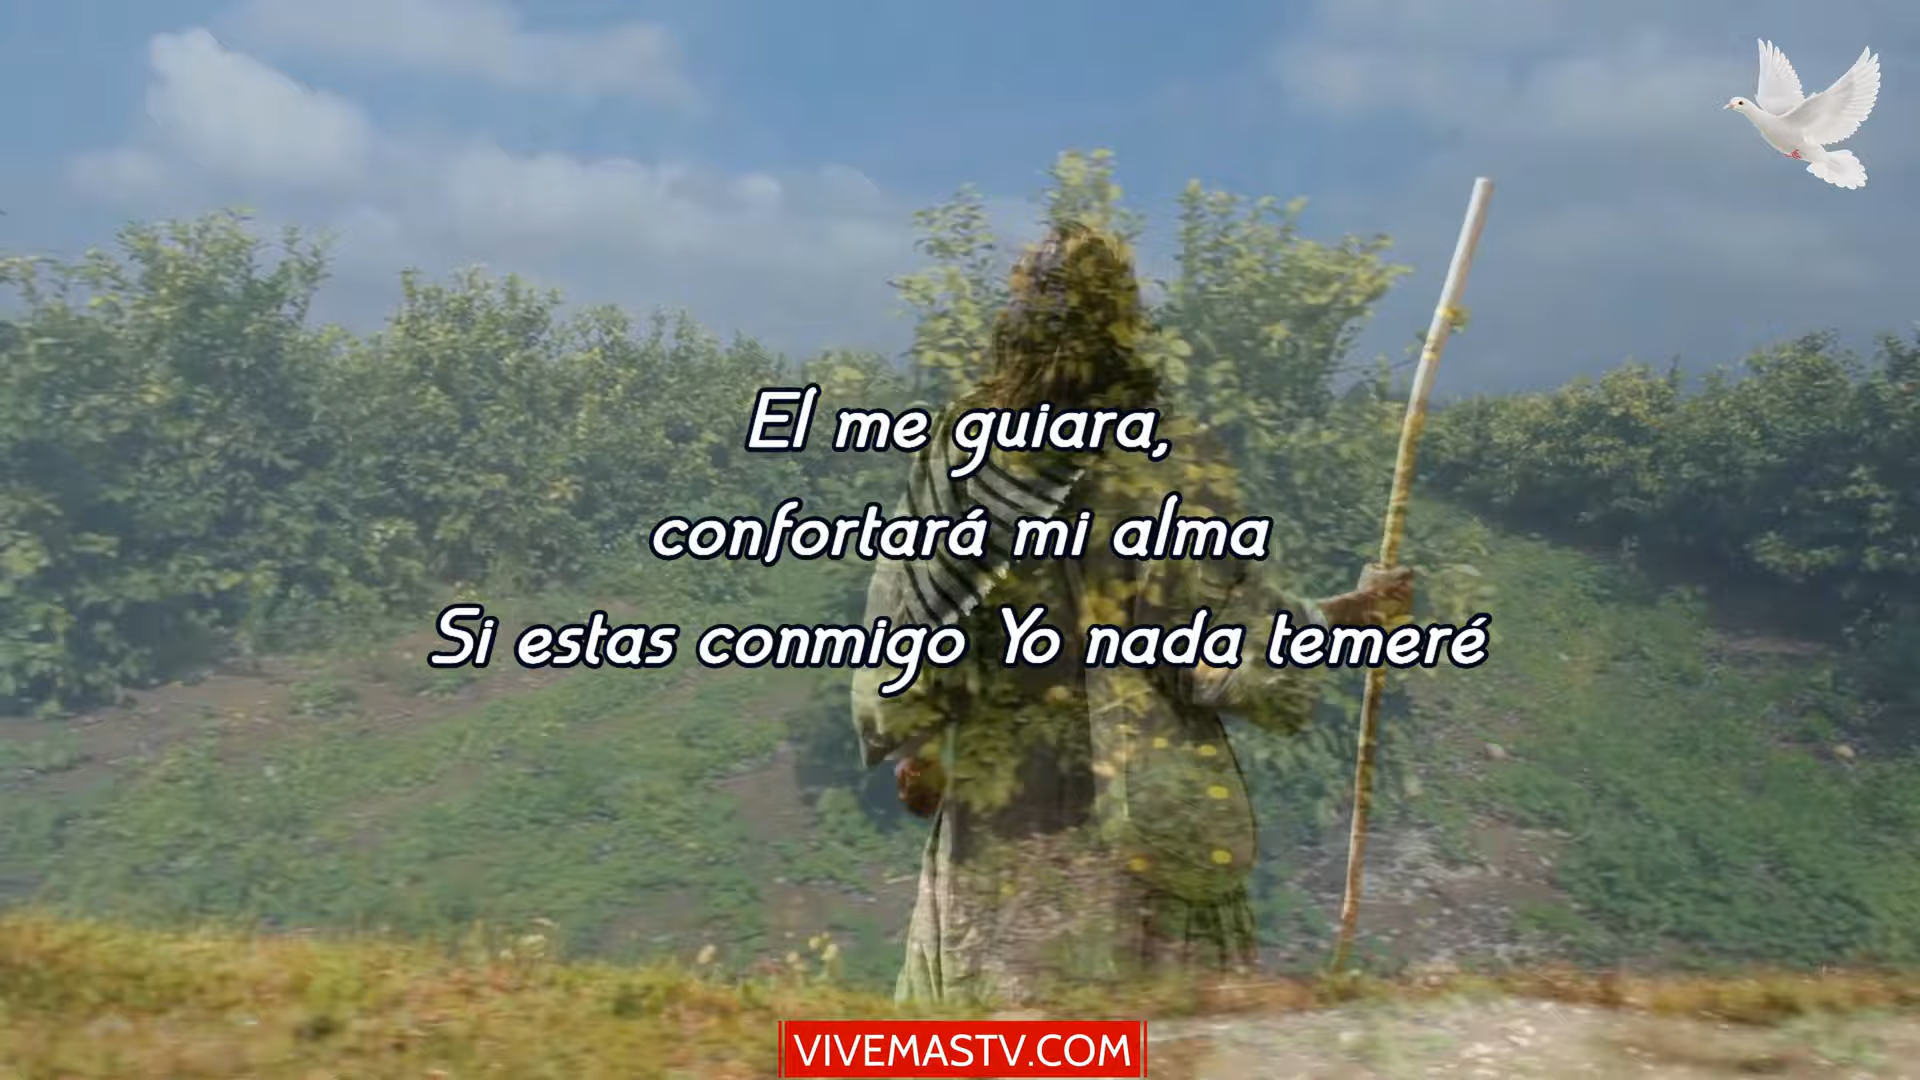 El me guiara,
confortará mi alma
Si estas conmigo Yo nada temeré
VIVEMASTV.COM